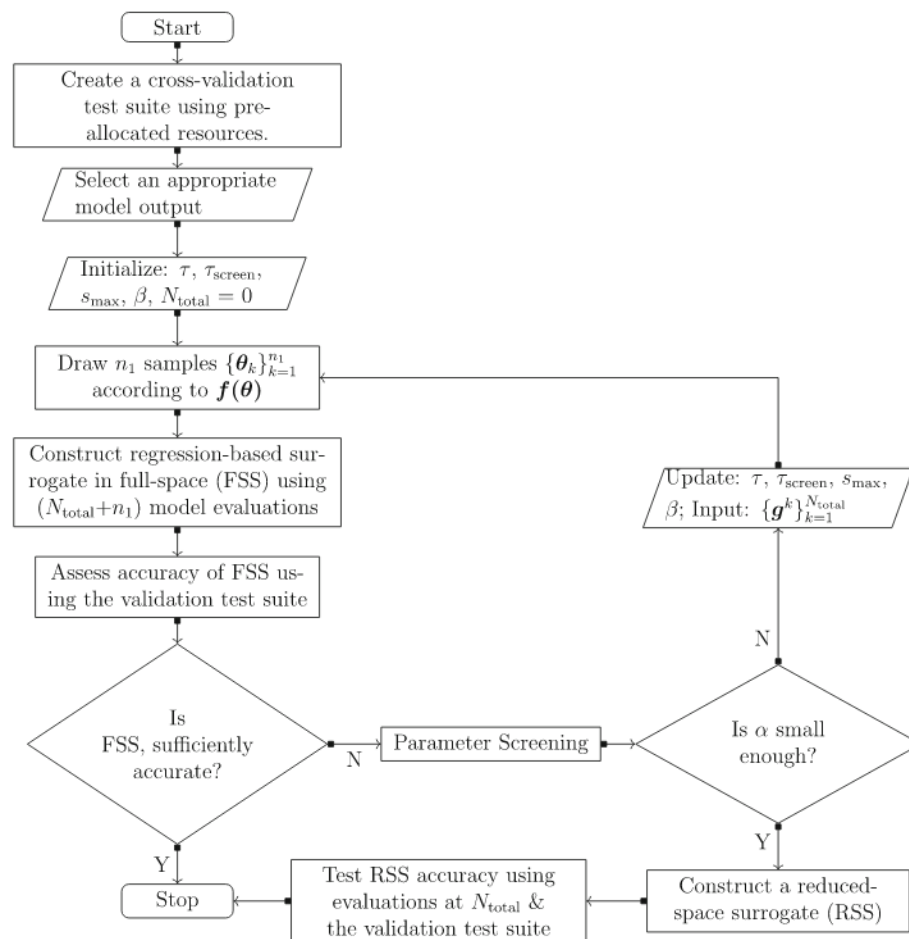 Start
Create a cross-validation
test suite using pre-
allocated resources.
Select an appropriate
model output
Initialize: τ, τ_screen,
s_max, β, N_total = 0
Draw n_1 samples {θ_k}_{k=1}^{n_1}
according to f(θ)
Construct regression-based sur-
rogate in full-space (FSS) using
(N_total+n_1) model evaluations
Assess accuracy of FSS us-
ing the validation test suite
Is
FSS, sufficiently
accurate?
N
Parameter Screening
Is α small
enough?
N
Update: τ, τ_screen, s_max,
β; Input: {g^k}_{k=1}^{N_total}
Y
Construct a reduced-
space surrogate (RSS)
Test RSS accuracy using
evaluations at N_total &
the validation test suite
Y
Stop